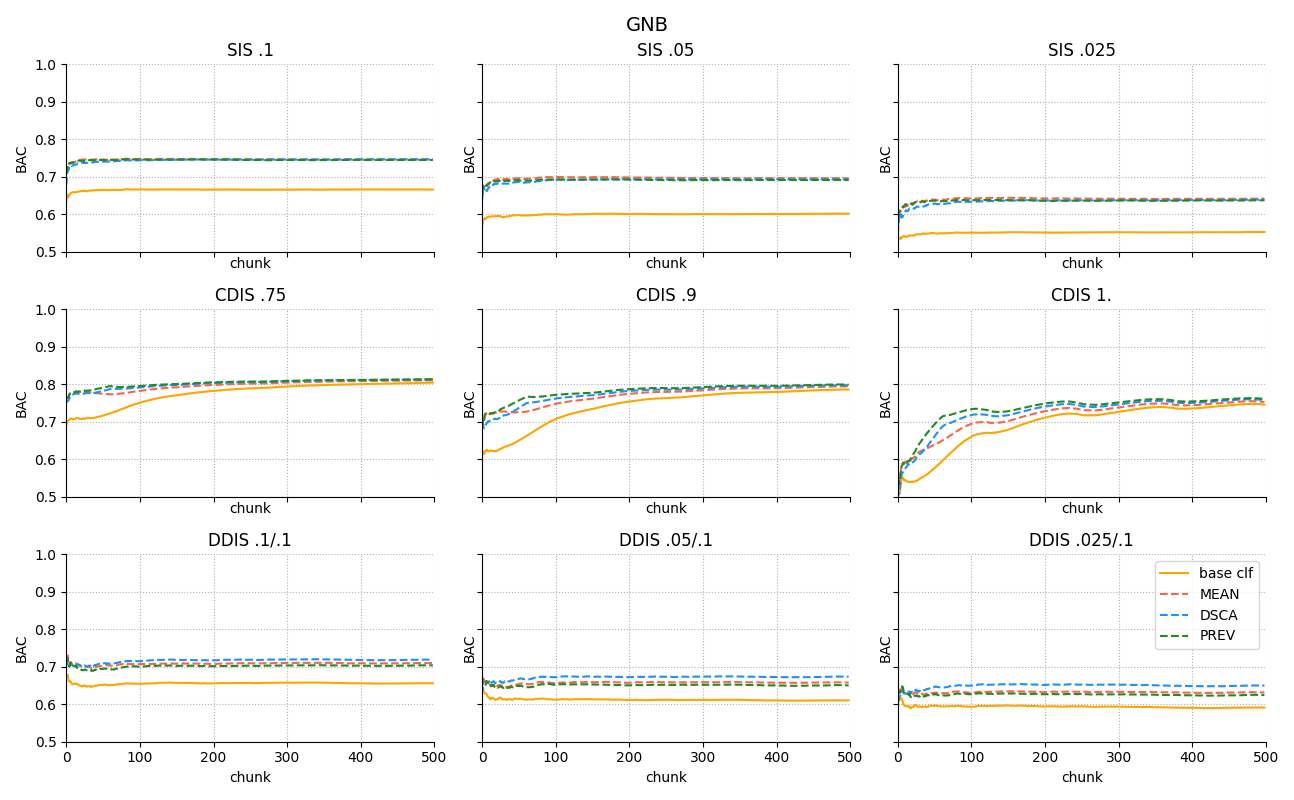 GNB
SIS .1
SIS .05
SIS .025
1.0
0.9
0.8
0.7
0.6
0.5
BAC
BAC
BAC
chunk
chunk
chunk
CDIS .75
CDIS .9
CDIS 1.
1.0
0.9
0.8
0.7
0.6
0.5
BAC
BAC
BAC
chunk
chunk
chunk
DDIS .1/.1
DDIS .05/.1
DDIS .025/.1
1.0
0.9
0.8
0.7
0.6
0.5
BAC
BAC
BAC
base clf
MEAN
DSCA
PREV
0 100 200 300 400 500
0 100 200 300 400 500
0 100 200 300 400 500
chunk
chunk
chunk